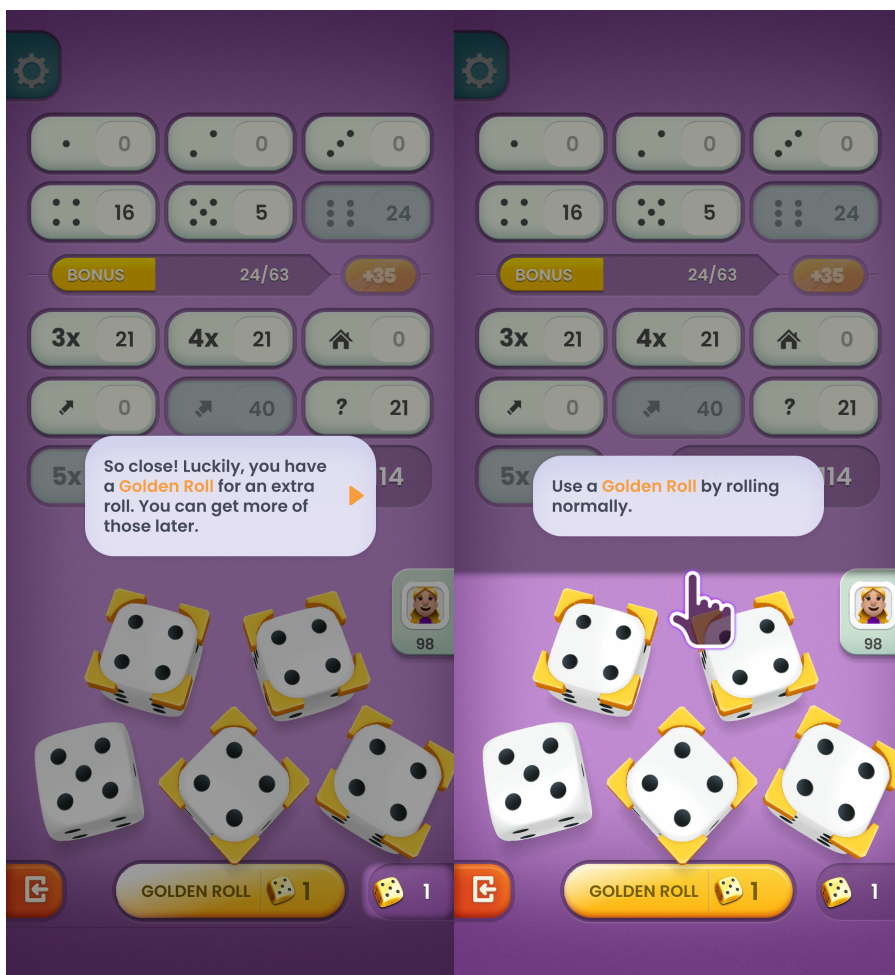 0 0 0
16 5 24
BONUS 24/63 +35
3x 21 4x 21 0
0 40 ? 21
5x 114
So close! Luckily, you have
a Golden Roll for an extra
roll. You can get more of
those later.
98
GOLDEN ROLL 1 1
0 0 0
16 5 24
BONUS 24/63 +35
3x 21 4x 21 0
0 40 ? 21
5x 114
Use a Golden Roll by rolling
normally.
98
GOLDEN ROLL 1 1